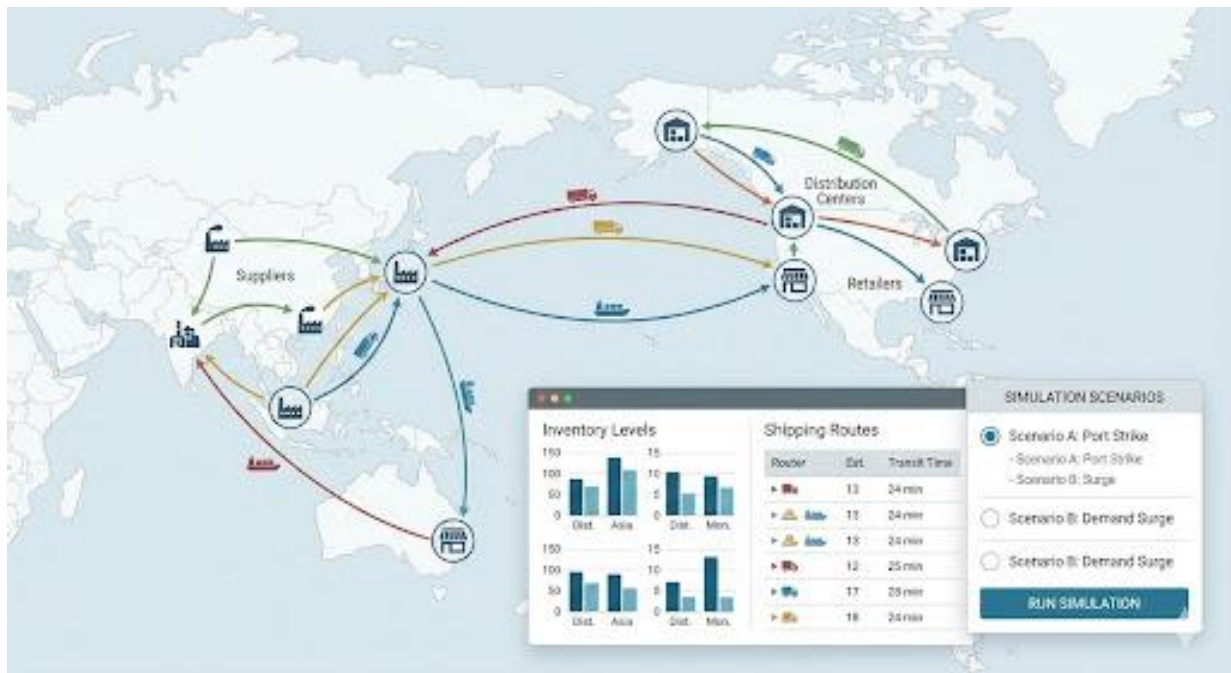 Distribution
Centers
Suppliers
Retailers
Inventory Levels
150
100
50
0
Dist. Asia
15
10
5
0
Dist. Mon.
150
100
50
0
Dist. Asia
15
10
5
0
Dist. Mon.
Shipping Routes
Router Est. Transit Time
13 24 min
13 24 min
13 24 min
12 25 min
17 28 min
18 24 min
SIMULATION SCENARIOS
Scenario A: Port Strike
- Scenario A: Port Strike
- Scenario B: Surge
Scenario B: Demand Surge
Scenario B: Demand Surge
RUN SIMULATION